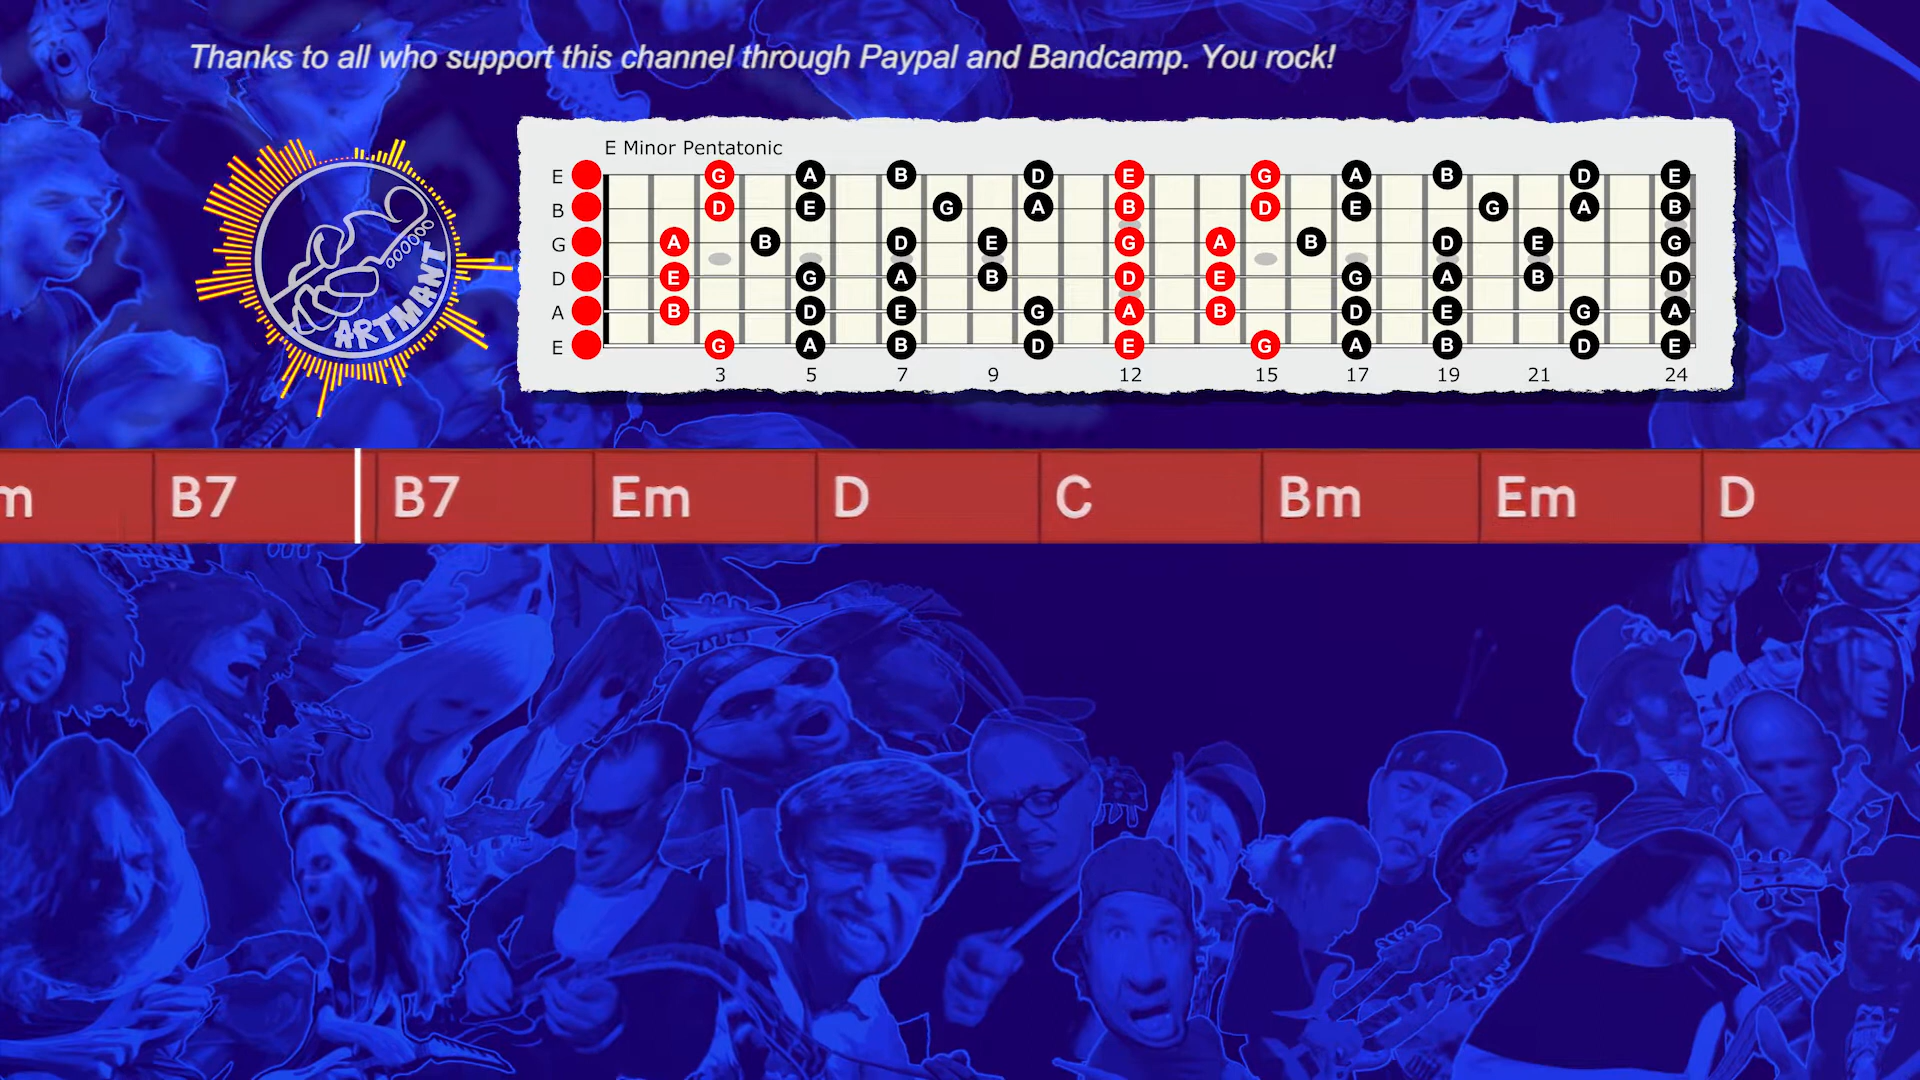 Thanks to all who support this channel through Paypal and Bandcamp. You rock!
E Minor Pentatonic
E G A B D E G A B D E
B D E G A B D E G A B
G A B D E G A B D E G
D E G A B D E G A B D
A B D E G A B D E G A
E G A B D E G A B D E
3 5 7 9 12 15 17 19 21 24
ARTMANT
m B7 B7 Em D C Bm Em D